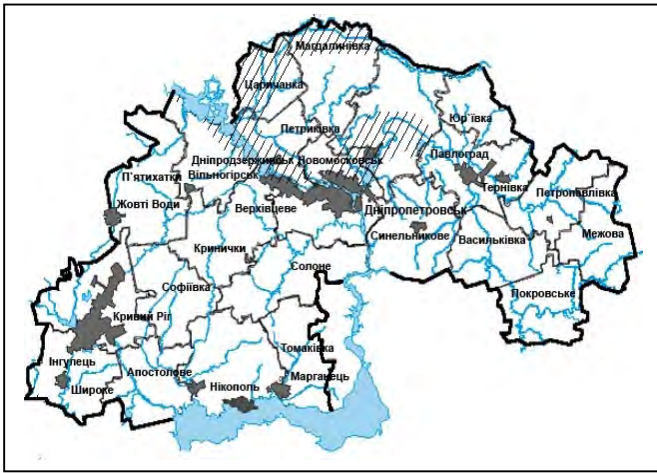 Магдалинівка
Царичанка
Юр'ївка
Петриківка
Дніпродзержинськ Новомосковськ
Павлоград
П'ятихатки
Вільногірськ
Тернівка
Петропавлівка
Жовті Води
Верхівцеве
Дніпропетровськ
Синельникове
Васильківка
Межова
Кринички
Солоне
Софіївка
Покровське
Кривий Ріг
Томаківка
Інгулець
Апостолове
Марганець
Широке
Нікополь